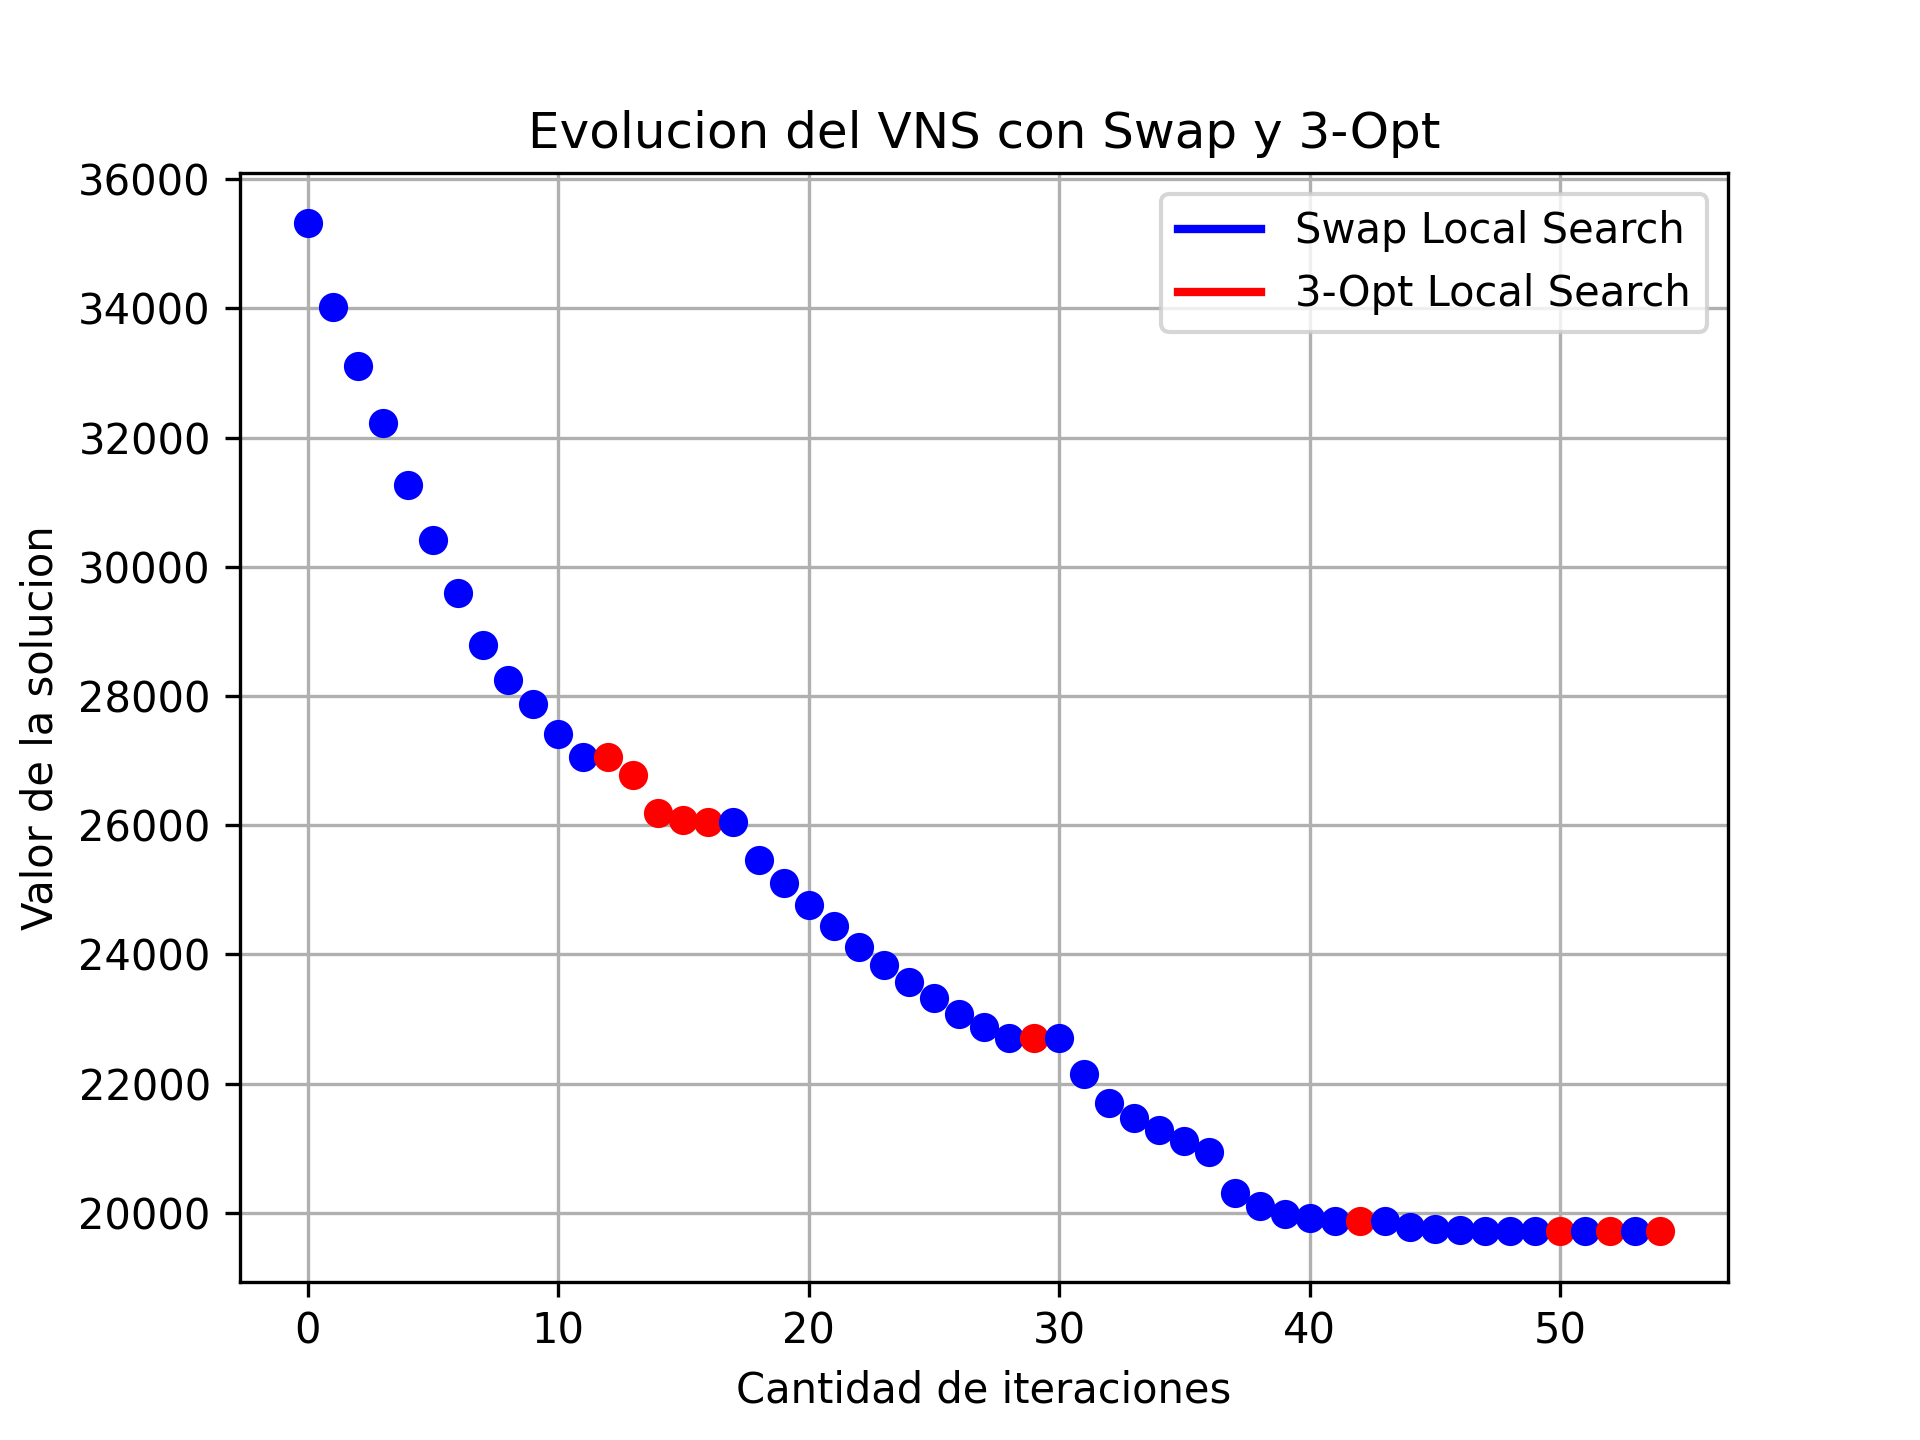 Evolucion del VNS con Swap y 3-Opt
36000
34000
32000
30000
28000
26000
24000
22000
20000
Valor de la solucion
Swap Local Search
3-Opt Local Search
0 10 20 30 40 50
Cantidad de iteraciones